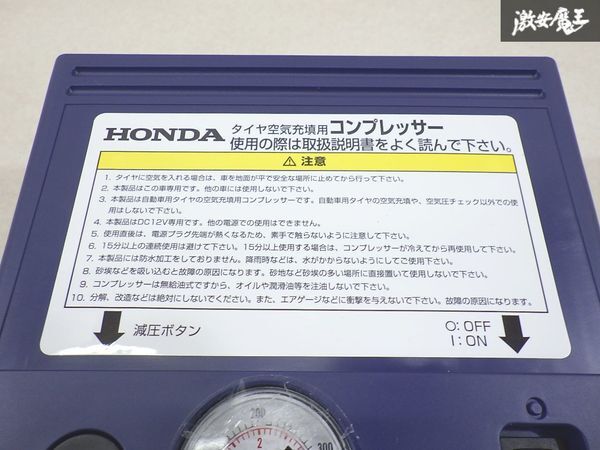 激安魔王
HONDA タイヤ空気充填用コンプレッサー
使用の際は取扱説明書をよく読んで下さい。
⚠ 注意
1. タイヤに空気を入れる場合は、車を地面が平で安全な場所に止めてから行って下さい。
2. 本製品はこの車専用です。他の車には使用しないで下さい。
3. 本製品は自動車用タイヤの空気充填用コンプレッサーです。自動車用タイヤの空気充填や、空気圧チェック以外での使
用はしないで下さい。
4. 本製品はDC12V専用です。他の電源での使用はできません。
5. 使用直後は、電源プラグ先端が熱くなるため、素手で触らないように注意して下さい。
6. 15分以上の連続使用は避けて下さい。15分以上使用する場合は、コンプレッサーが冷えてから再使用して下さい。
7. 本製品には防水加工をしておりません。降雨時などは、水がかからないようにしてご使用下さい。
8. 砂埃などを吸い込むと故障の原因になります。砂地など砂埃の多い場所に直接置いて使用しないで下さい。
9. コンプレッサーは無給油式ですから、オイルや潤滑油等を注油しないで下さい。
10. 分解、改造などは絶対にしないでください。また、エアゲージなどに衝撃を与えないで下さい。故障の原因になります。
減圧ボタン
O: OFF
I: ON
200
2
300